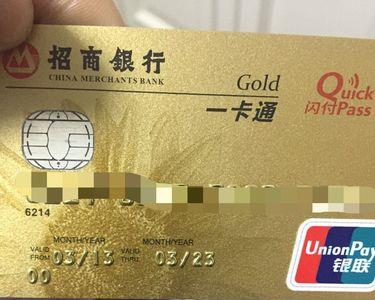 招商銀行
CHINA MERCHANTS BANK
Gold
一卡通
Quick
闪付Pass
6214
MONTH/YEAR MONTH/YEAR
VALID FROM 03/13 VALID THRU 03/23
00
UnionPay
银联